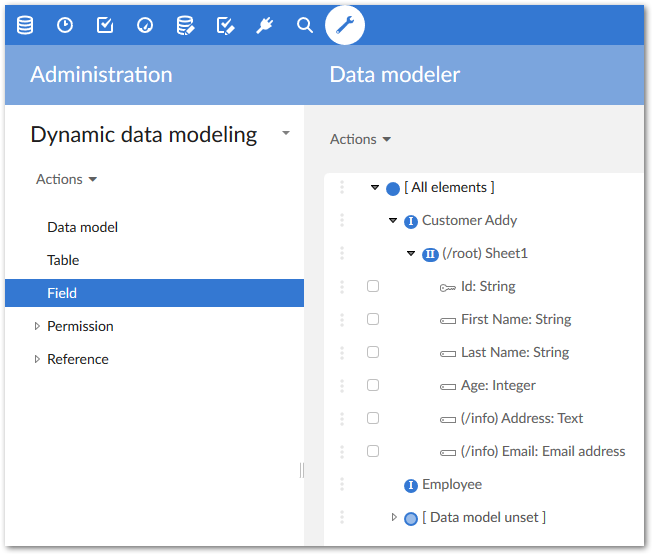 Administration
Data modeler
Dynamic data modeling
Actions
Data model
Table
Field
Permission
Reference
Actions
[ All elements ]
I Customer Addy
II (/root) Sheet1
Id: String
First Name: String
Last Name: String
Age: Integer
(/info) Address: Text
(/info) Email: Email address
I Employee
[ Data model unset ]